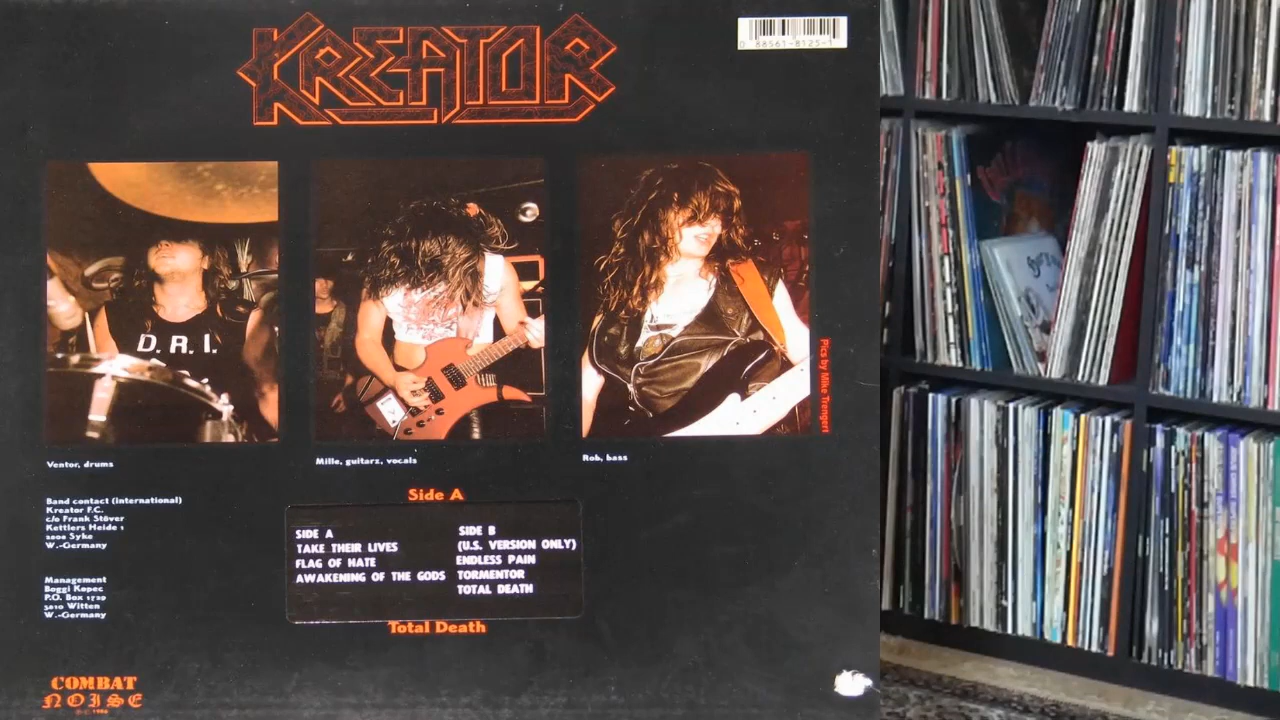 KREATOR
0 88561-8125-1
D.R.I.
Pics by Mike Trengert
Ventor, drums
Mille, guitarz, vocals
Rob, bass
Band contact (international)
Kreator F.C.
c/o Frank Stöver
Kettlers Heide 1
2808 Syke
W.-Germany
Management
Boggi Kopec
P.O. Box 1729
5810 Witten
W.-Germany
Side A
SIDE A
TAKE THEIR LIVES
FLAG OF HATE
AWAKENING OF THE GODS
SIDE B
(U.S. VERSION ONLY)
ENDLESS PAIN
TORMENTOR
TOTAL DEATH
Total Death
COMBAT
NOISE